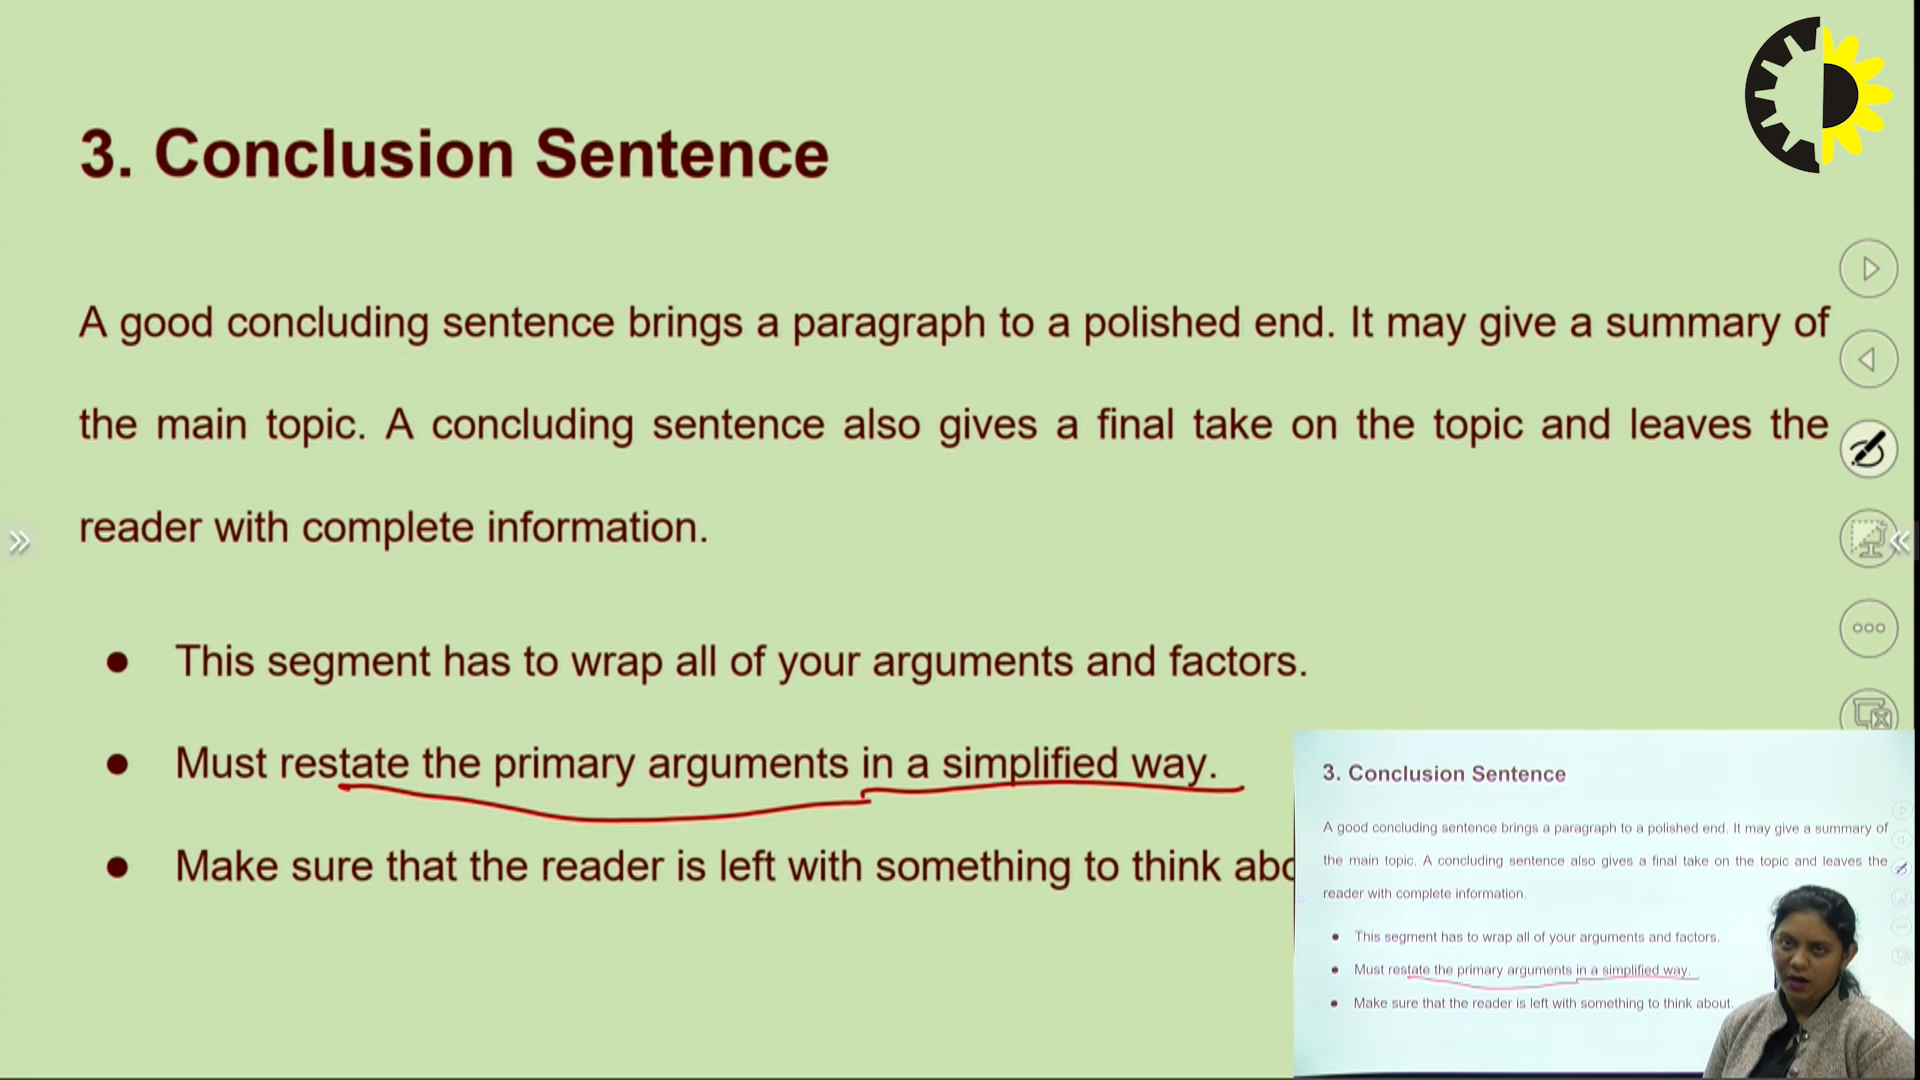 3. Conclusion Sentence
A good concluding sentence brings a paragraph to a polished end. It may give a summary of
the main topic. A concluding sentence also gives a final take on the topic and leaves the
reader with complete information.
● This segment has to wrap all of your arguments and factors.
● Must restate the primary arguments in a simplified way.
● Make sure that the reader is left with something to think abo
3. Conclusion Sentence
A good concluding sentence brings a paragraph to a polished end. It may give a summary of
the main topic. A concluding sentence also gives a final take on the topic and leaves the
reader with complete information.
● This segment has to wrap all of your arguments and factors.
● Must restate the primary arguments in a simplified way.
● Make sure that the reader is left with something to think about.